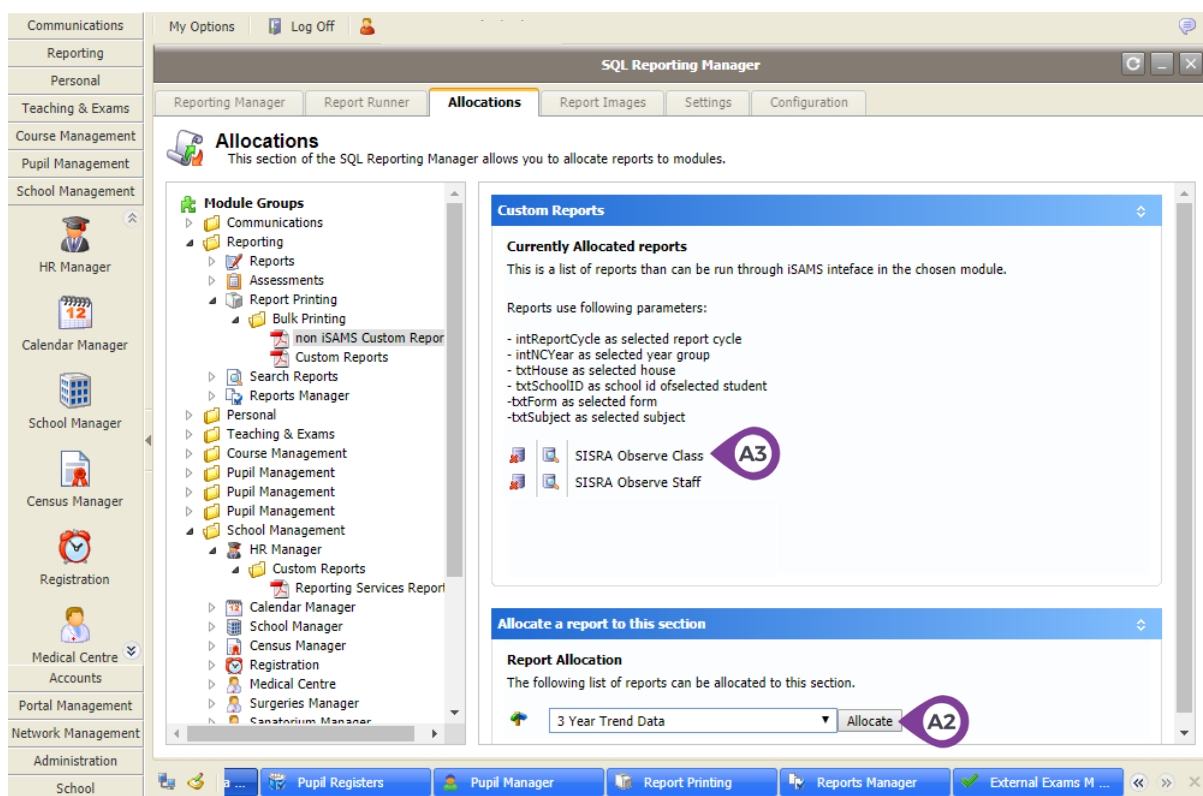 Communications
Reporting
Personal
Teaching & Exams
Course Management
Pupil Management
School Management
HR Manager
12
Calendar Manager
School Manager
Census Manager
Registration
Medical Centre
Accounts
Portal Management
Network Management
Administration
School
My Options
Log Off
SQL Reporting Manager
Reporting Manager
Report Runner
Allocations
Report Images
Settings
Configuration
Allocations
This section of the SQL Reporting Manager allows you to allocate reports to modules.
Module Groups
Communications
Reporting
Reports
Assessments
Report Printing
Bulk Printing
non iSAMS Custom Repor
Custom Reports
Search Reports
Reports Manager
Personal
Teaching & Exams
Course Management
Pupil Management
Pupil Management
Pupil Management
School Management
HR Manager
Custom Reports
Reporting Services Report
Calendar Manager
School Manager
Census Manager
Registration
Medical Centre
Surgeries Manager
Sanatorium Manager
Custom Reports
Currently Allocated reports
This is a list of reports than can be run through iSAMS inteface in the chosen module.
Reports use following parameters:
- intReportCycle as selected report cycle
- intNCYear as selected year group
- txtHouse as selected house
- txtSchoolID as school id ofselected student
-txtForm as selected form
-txtSubject as selected subject
SISRA Observe Class
A3
SISRA Observe Staff
Allocate a report to this section
Report Allocation
The following list of reports can be allocated to this section.
3 Year Trend Data
Allocate
A2
a ...
Pupil Registers
Pupil Manager
Report Printing
Reports Manager
External Exams M ...